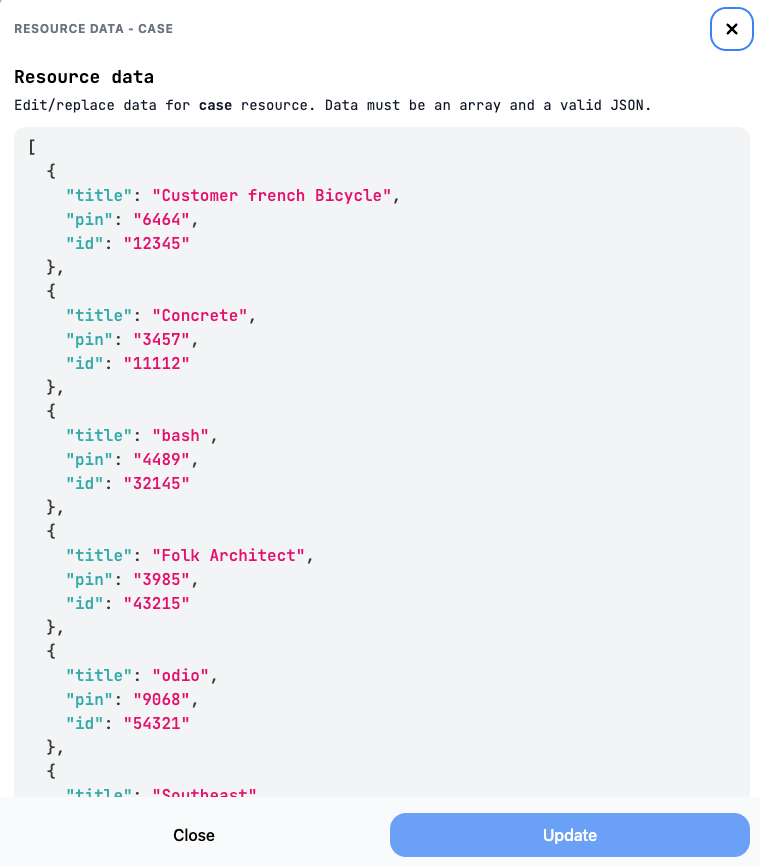 RESOURCE DATA - CASE
Resource data
Edit/replace data for case resource. Data must be an array and a valid JSON.
[
  {
    "title": "Customer french Bicycle",
    "pin": "6464",
    "id": "12345"
  },
  {
    "title": "Concrete",
    "pin": "3457",
    "id": "11112"
  },
  {
    "title": "bash",
    "pin": "4489",
    "id": "32145"
  },
  {
    "title": "Folk Architect",
    "pin": "3985",
    "id": "43215"
  },
  {
    "title": "odio",
    "pin": "9068",
    "id": "54321"
  },
  {
    "title": "Southeast"
Close
Update